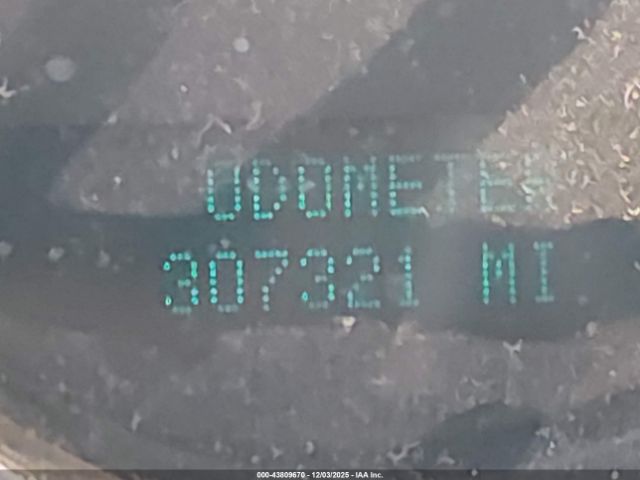 ODOMETER
307321 MI
000-43809670 - 12/03/2025 - IAA Inc.